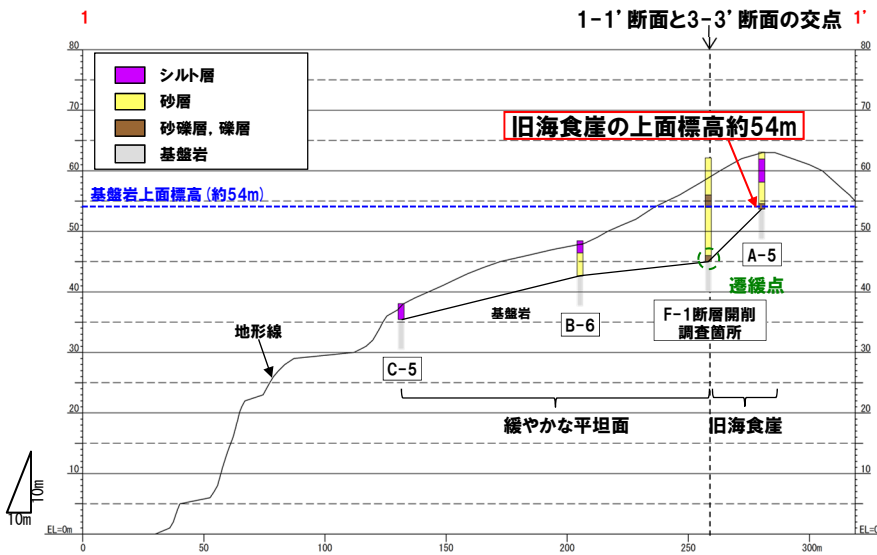 1
1-1’断面と3-3’断面の交点
1’
シルト層
砂層
砂礫層，礫層
基盤岩
旧海食崖の上面標高約54m
基盤岩上面標高（約54m）
80
70
60
50
40
30
20
10
EL=0m
80
70
60
50
40
30
20
10
EL=0
A-5
遷緩点
F-1断層開削
調査箇所
基盤岩
B-6
地形線
C-5
緩やかな平坦面
旧海食崖
10m
10m
0
50
100
150
200
250
300m